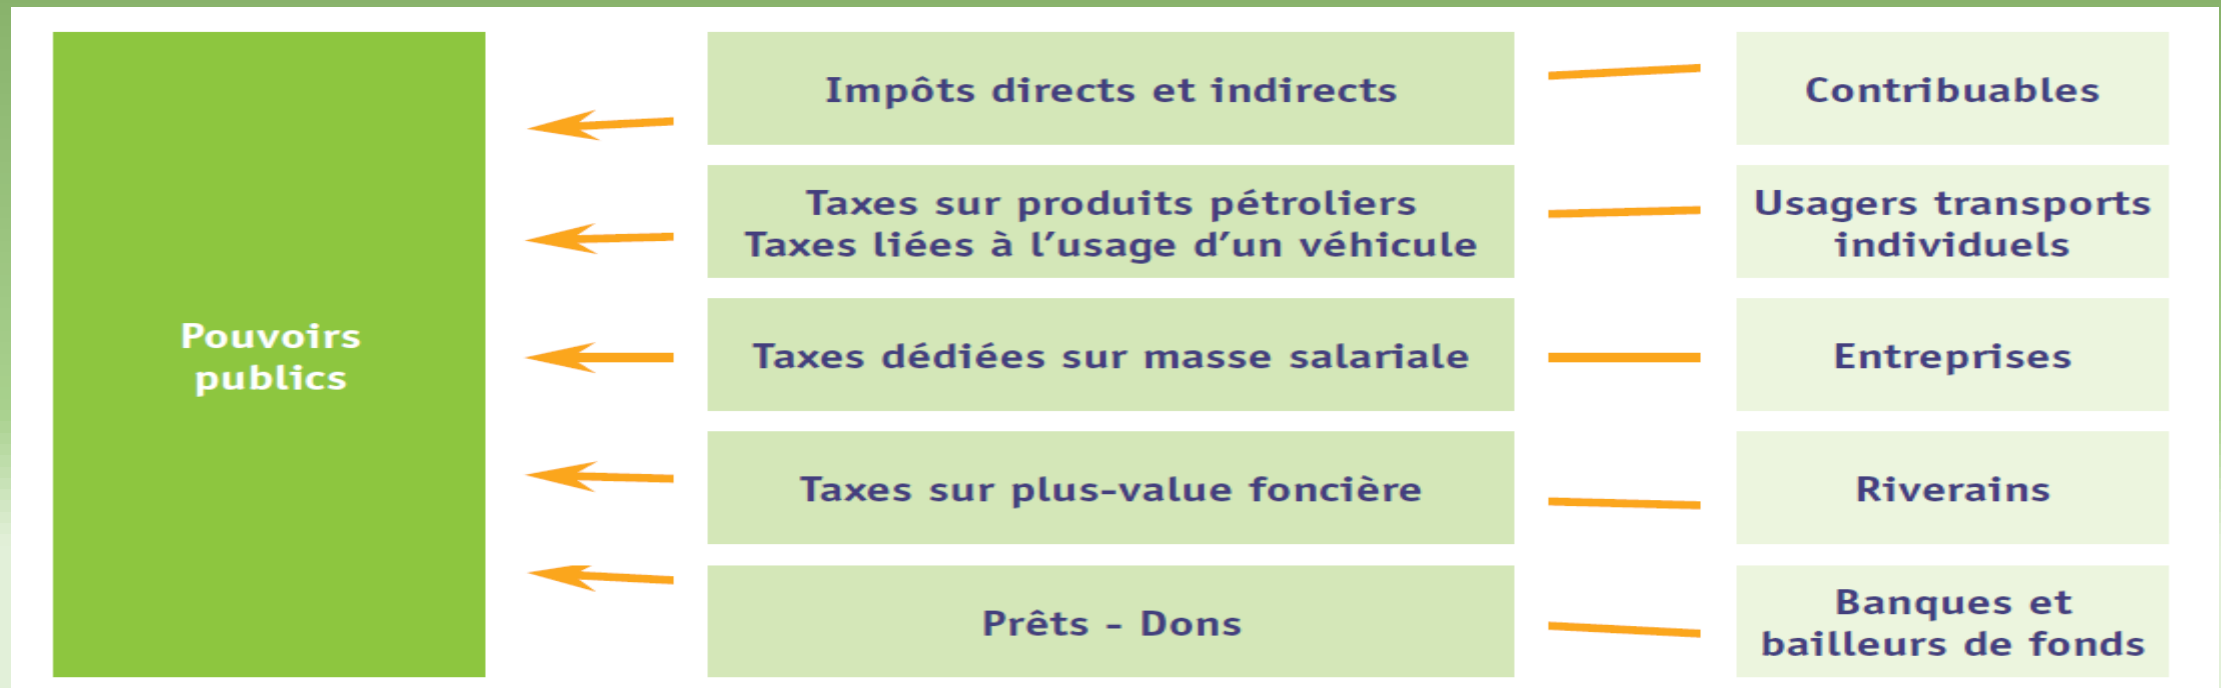 Pouvoirs
publics
Impôts directs et indirects
Contribuables
Taxes sur produits pétroliers
Taxes liées à l’usage d’un véhicule
Usagers transports
individuels
Taxes dédiées sur masse salariale
Entreprises
Taxes sur plus-value foncière
Riverains
Prêts - Dons
Banques et
bailleurs de fonds